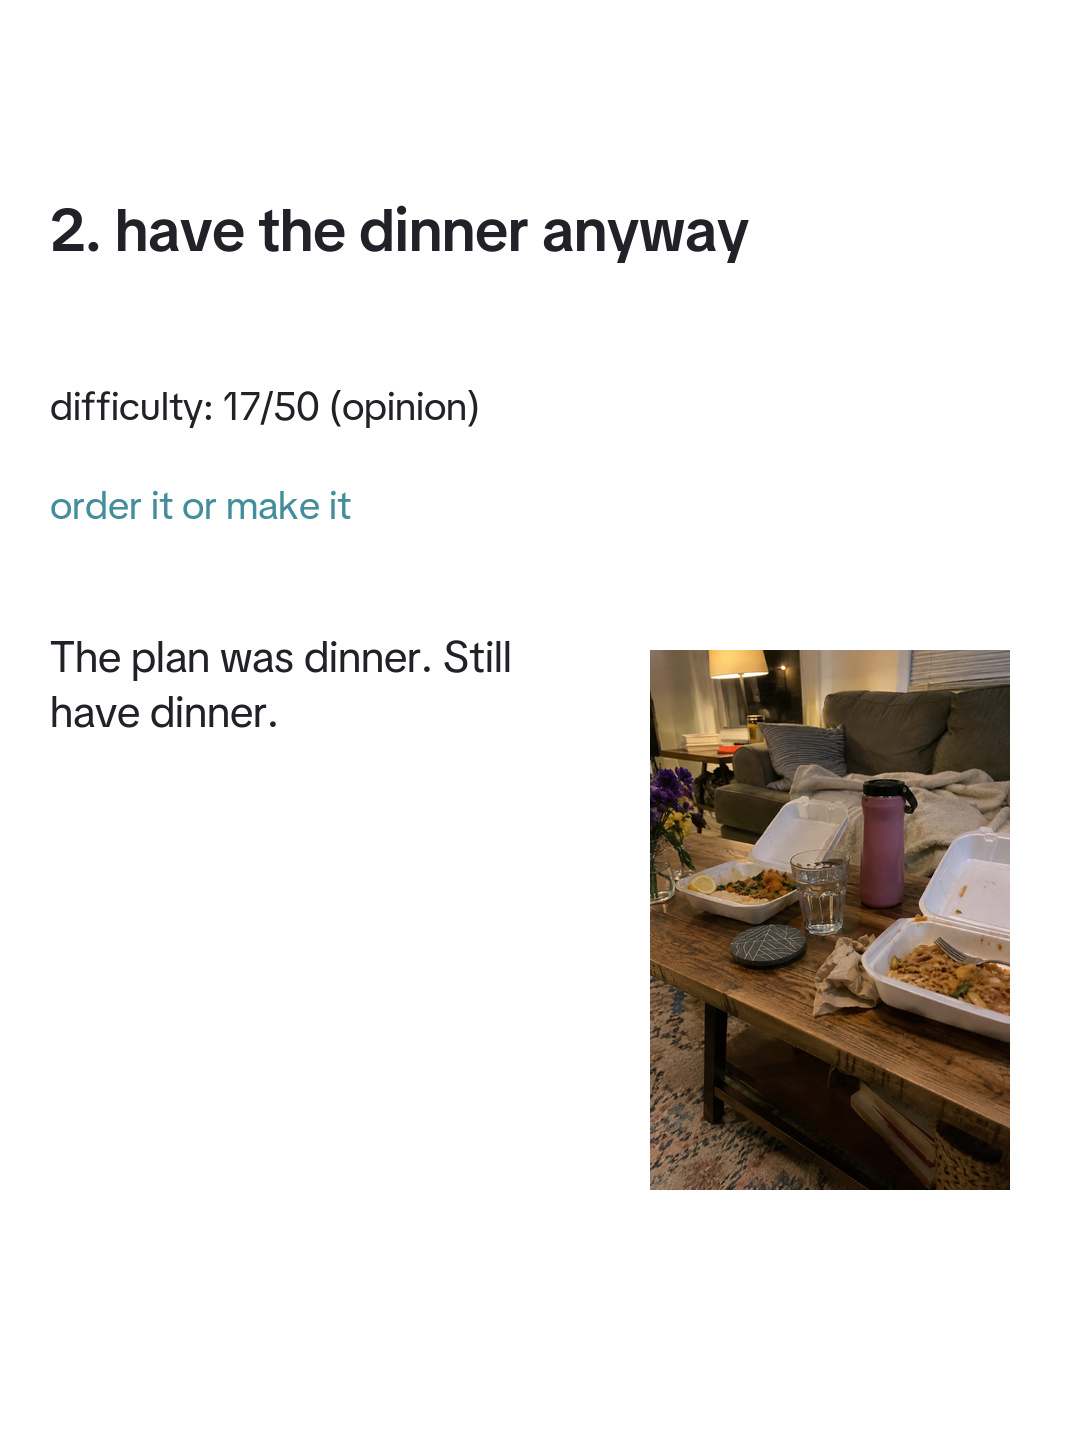 2. have the dinner anyway
difficulty: 17/50 (opinion)
order it or make it
The plan was dinner. Still
have dinner.